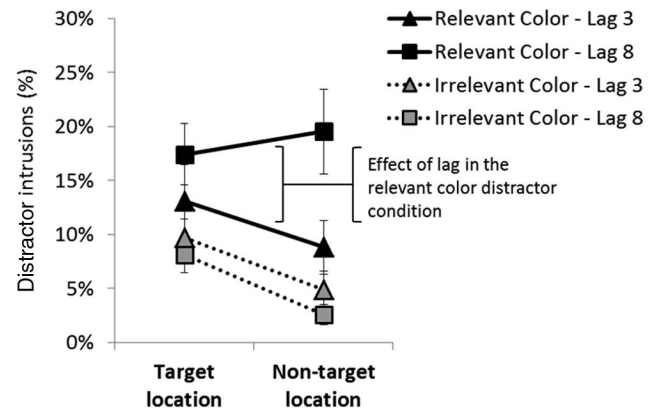 30%
25%
20%
15%
10%
5%
0%
Distractor intrusions (%)
Relevant Color - Lag 3
Relevant Color - Lag 8
Irrelevant Color - Lag 3
Irrelevant Color - Lag 8
Effect of lag in the
relevant color distractor
condition
Target
location
Non-target
location